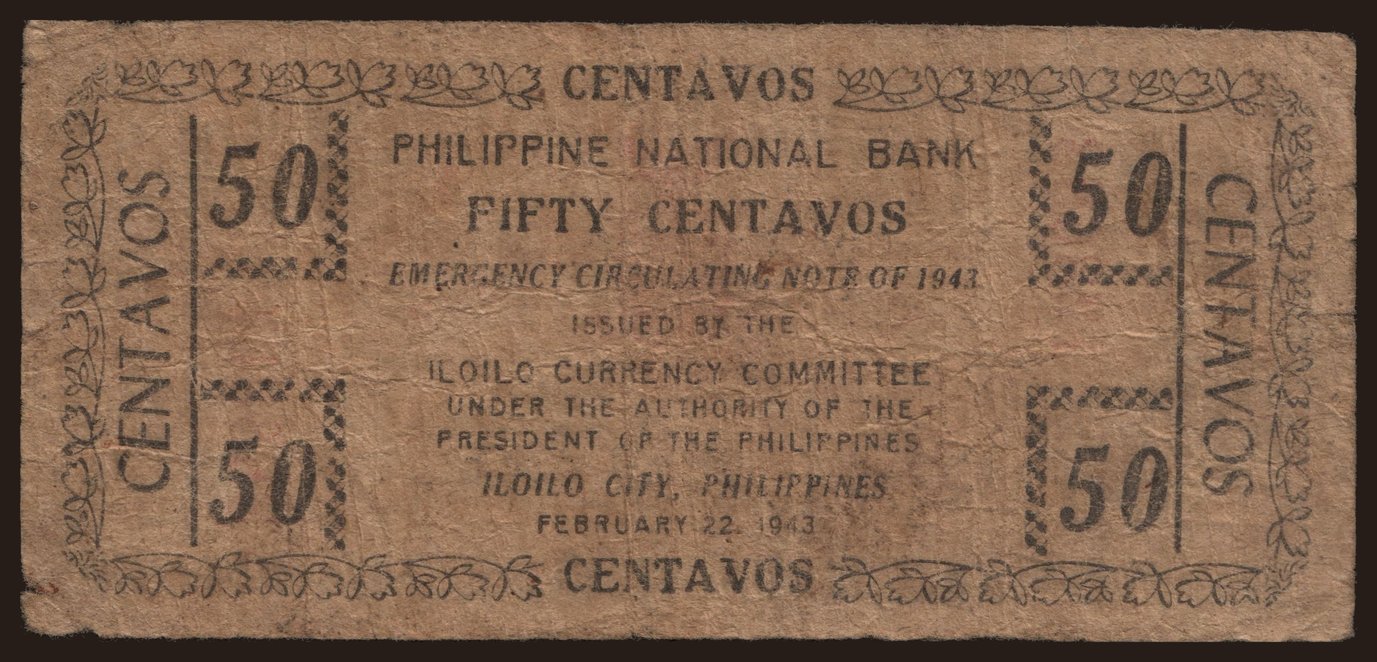 CENTAVOS
CENTAVOS
50
50
PHILIPPINE NATIONAL BANK
FIFTY CENTAVOS
EMERGENCY CIRCULATING NOTE OF 1943
ISSUED BY THE
ILOILO CURRENCY COMMITTEE
UNDER THE AUTHORITY OF THE
PRESIDENT OF THE PHILIPPINES
ILOILO CITY, PHILIPPINES
FEBRUARY 22, 1943
50
50
CENTAVOS
CENTAVOS